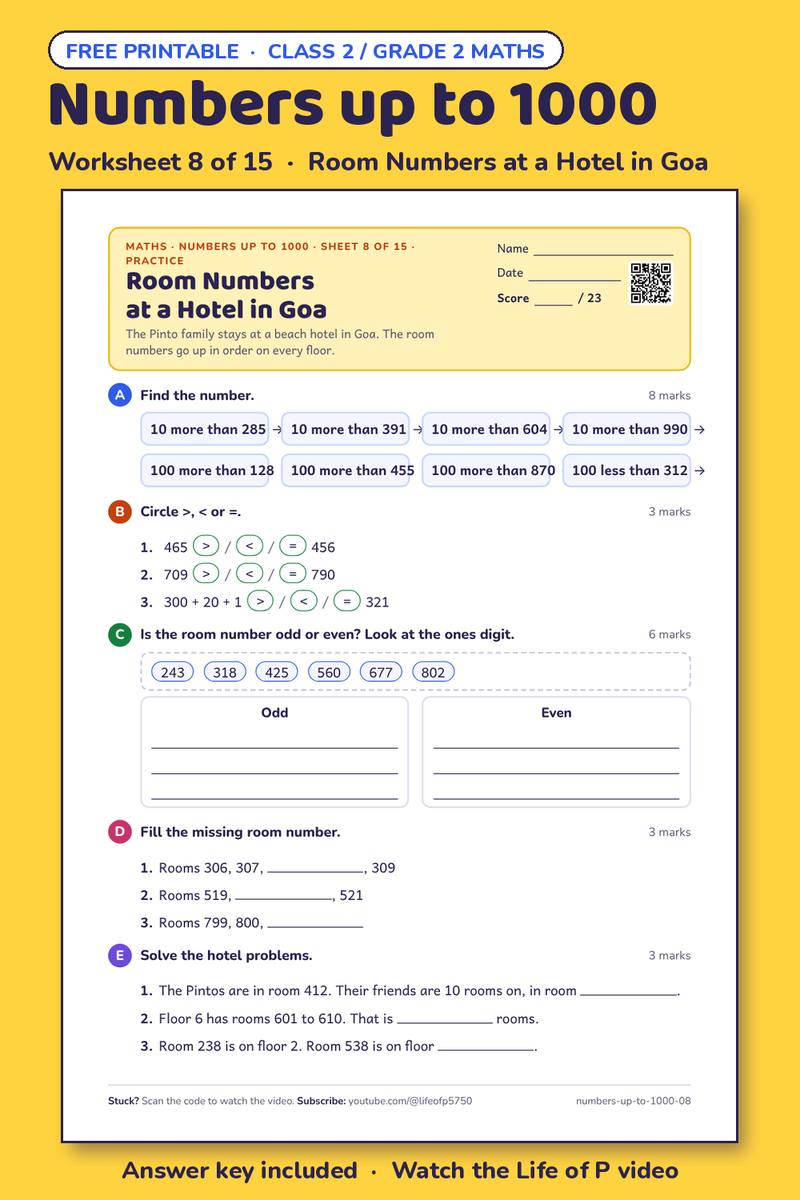 FREE PRINTABLE · CLASS 2 / GRADE 2 MATHS
Numbers up to 1000
Worksheet 8 of 15 · Room Numbers at a Hotel in Goa
MATHS · NUMBERS UP TO 1000 · SHEET 8 OF 15 ·
PRACTICE
Room Numbers
at a Hotel in Goa
The Pinto family stays at a beach hotel in Goa. The room
numbers go up in order on every floor.
Name ____
Date ____
Score ____ / 23
A Find the number. 8 marks
10 more than 285 → 10 more than 391 → 10 more than 604 → 10 more than 990 →
100 more than 128 100 more than 455 100 more than 870 100 less than 312 →
B Circle >, < or =. 3 marks
1. 465 > / < / = 456
2. 709 > / < / = 790
3. 300 + 20 + 1 > / < / = 321
C Is the room number odd or even? Look at the ones digit. 6 marks
243 318 425 560 677 802
Odd Even
D Fill the missing room number. 3 marks
1. Rooms 306, 307, ____, 309
2. Rooms 519, ____, 521
3. Rooms 799, 800, ____
E Solve the hotel problems. 3 marks
1. The Pintos are in room 412. Their friends are 10 rooms on, in room ____.
2. Floor 6 has rooms 601 to 610. That is ____ rooms.
3. Room 238 is on floor 2. Room 538 is on floor ____.
Stuck? Scan the code to watch the video. Subscribe: youtube.com/@lifeofp5750 numbers-up-to-1000-08
Answer key included · Watch the Life of P video